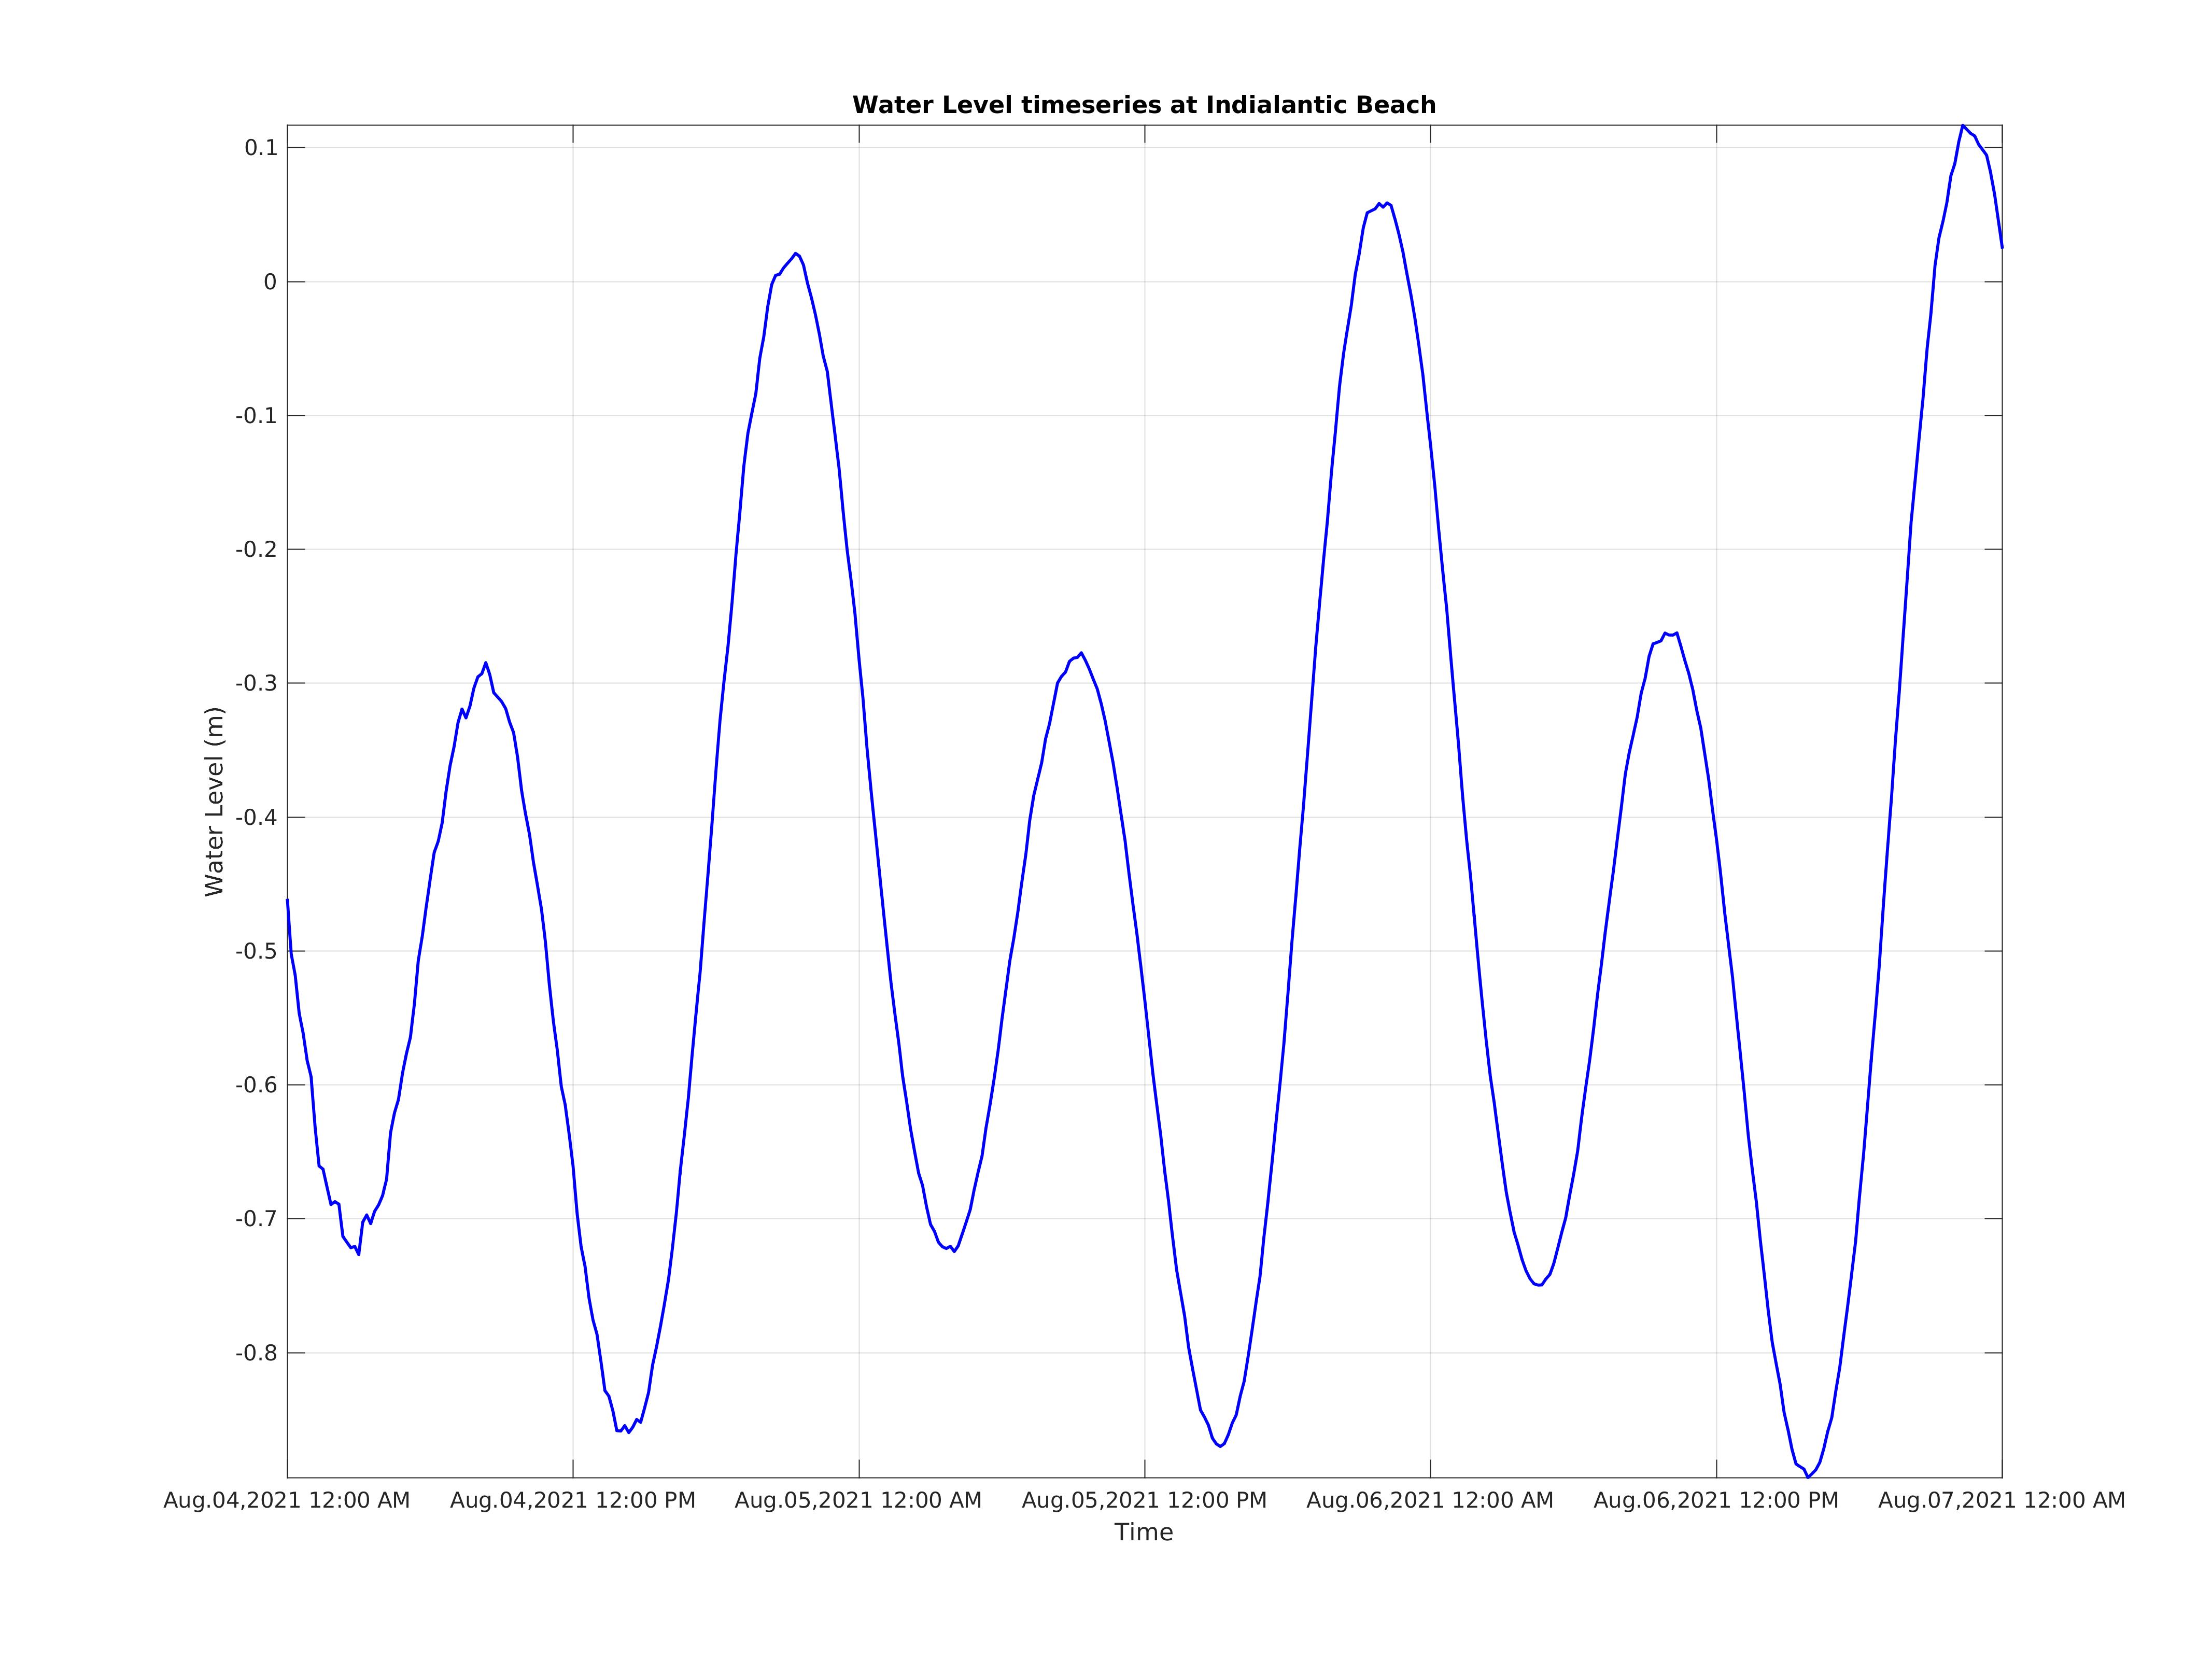 Water Level timeseries at Indialantic Beach
0.1
0
-0.1
-0.2
-0.3
-0.4
-0.5
-0.6
-0.7
-0.8
Water Level (m)
Aug.04,2021 12:00 AM
Aug.04,2021 12:00 PM
Aug.05,2021 12:00 AM
Aug.05,2021 12:00 PM
Aug.06,2021 12:00 AM
Aug.06,2021 12:00 PM
Aug.07,2021 12:00 AM
Time